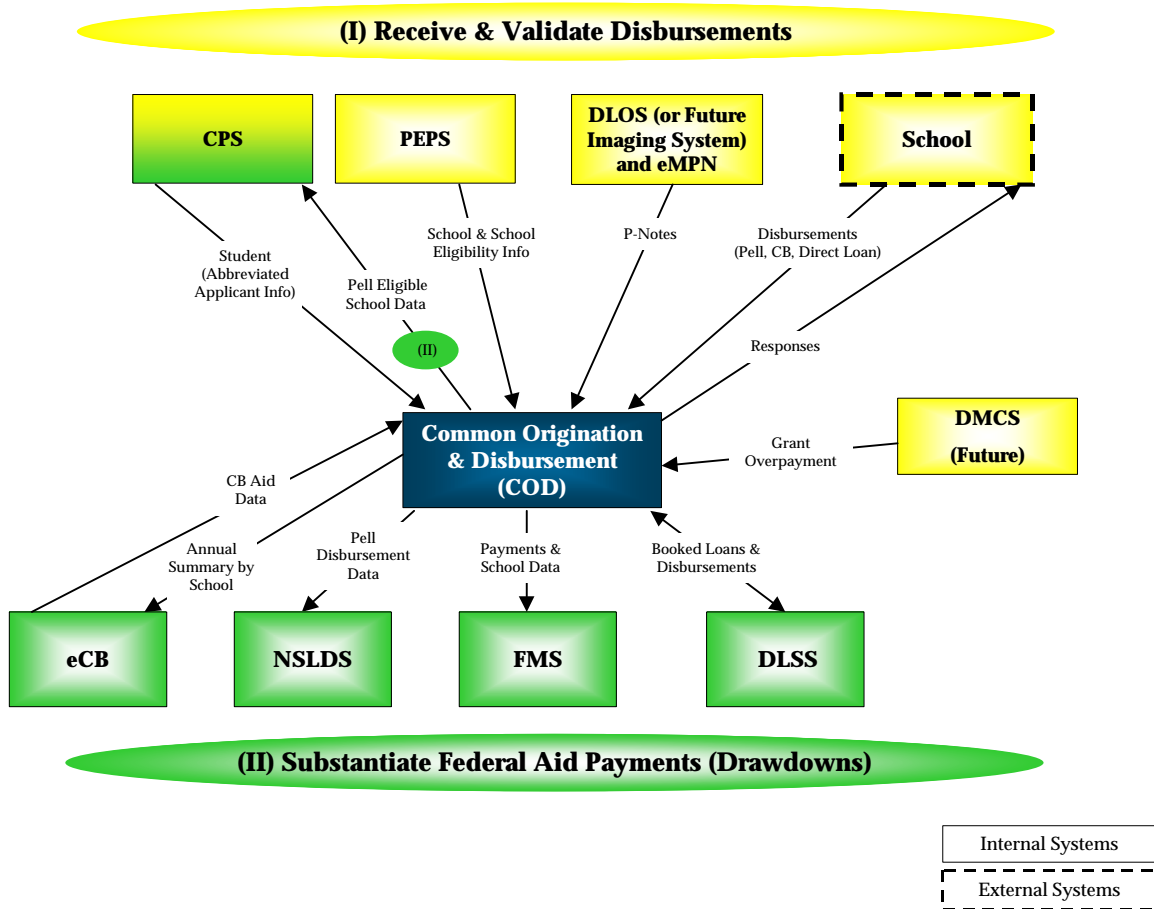 (I) Receive & Validate Disbursements
CPS
PEPS
DLOS (or Future
Imaging System)
and eMPN
School
Student
(Abbreviated
Applicant Info)
Pell Eligible
School Data
School & School
Eligibility Info
P-Notes
Disbursements
(Pell, CB, Direct Loan)
Responses
(II)
Common Origination
& Disbursement
(COD)
Grant
Overpayment
DMCS
(Future)
CB Aid
Data
Annual
Summary by
School
Pell
Disbursement
Data
Payments &
School Data
Booked Loans &
Disbursements
eCB
NSLDS
FMS
DLSS
(II) Substantiate Federal Aid Payments (Drawdowns)
Internal Systems
External Systems